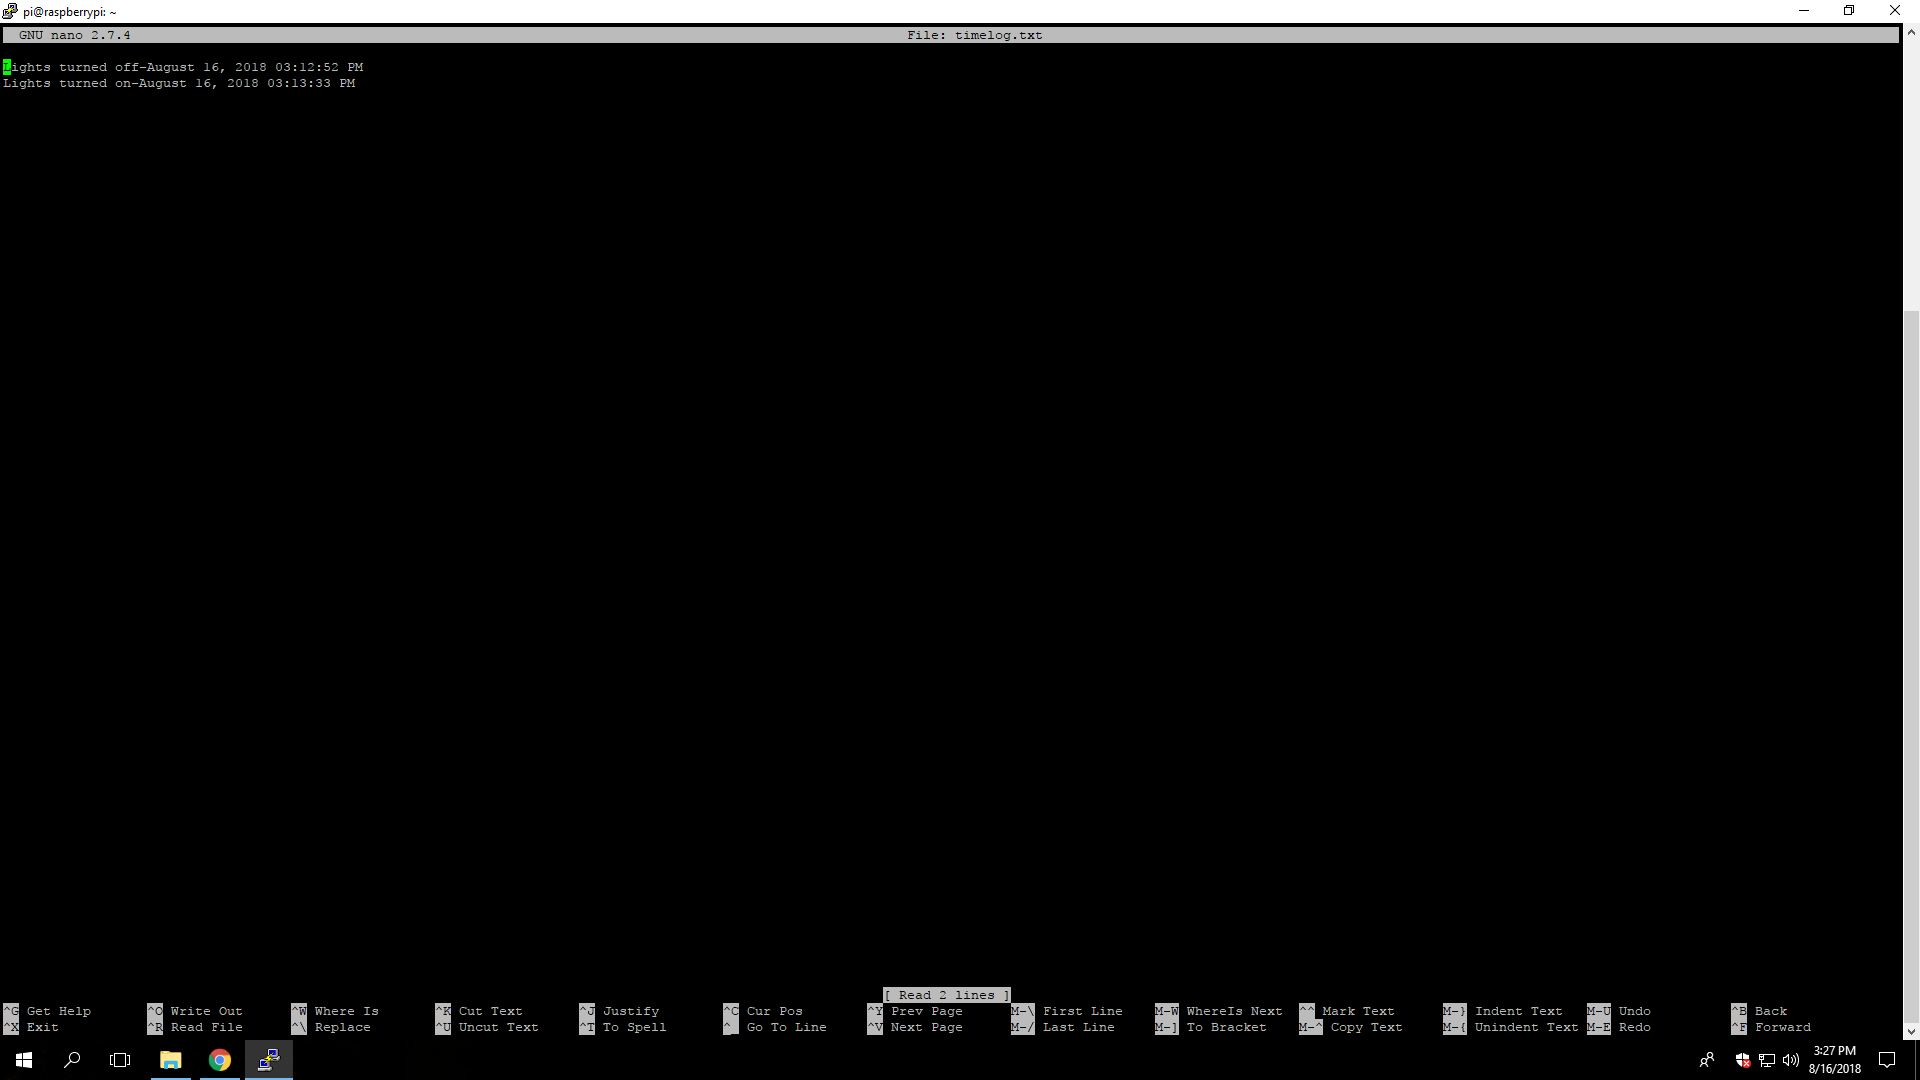 pi@raspberrypi: ~
GNU nano 2.7.4 File: timelog.txt
Lights turned off-August 16, 2018 03:12:52 PM
Lights turned on-August 16, 2018 03:13:33 PM
[ Read 2 lines ]
^G Get Help ^O Write Out ^W Where Is ^K Cut Text ^J Justify ^C Cur Pos ^Y Prev Page M-\ First Line M-W WhereIs Next ^^ Mark Text M-} Indent Text M-U Undo ^B Back
^X Exit ^R Read File ^\ Replace ^U Uncut Text ^T To Spell ^_ Go To Line ^V Next Page M-/ Last Line M-] To Bracket M-^ Copy Text M-{ Unindent Text M-E Redo ^F Forward
3:27 PM
8/16/2018